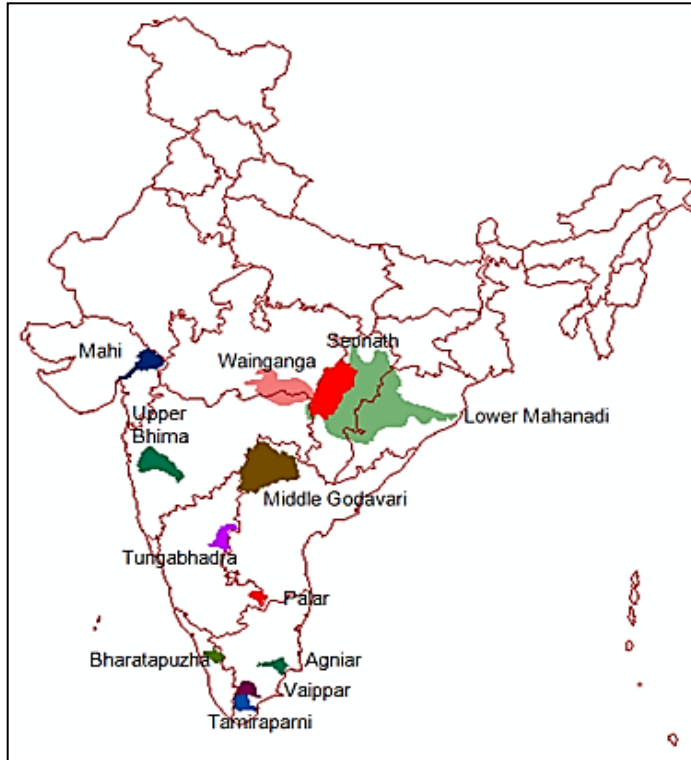 Seonath
Mahi
Wainganga
Upper
Bhima
Lower Mahanadi
Middle Godavari
Tungabhadra
Palar
Bharatapuzha
Agniar
Vaippar
Tamiraparni